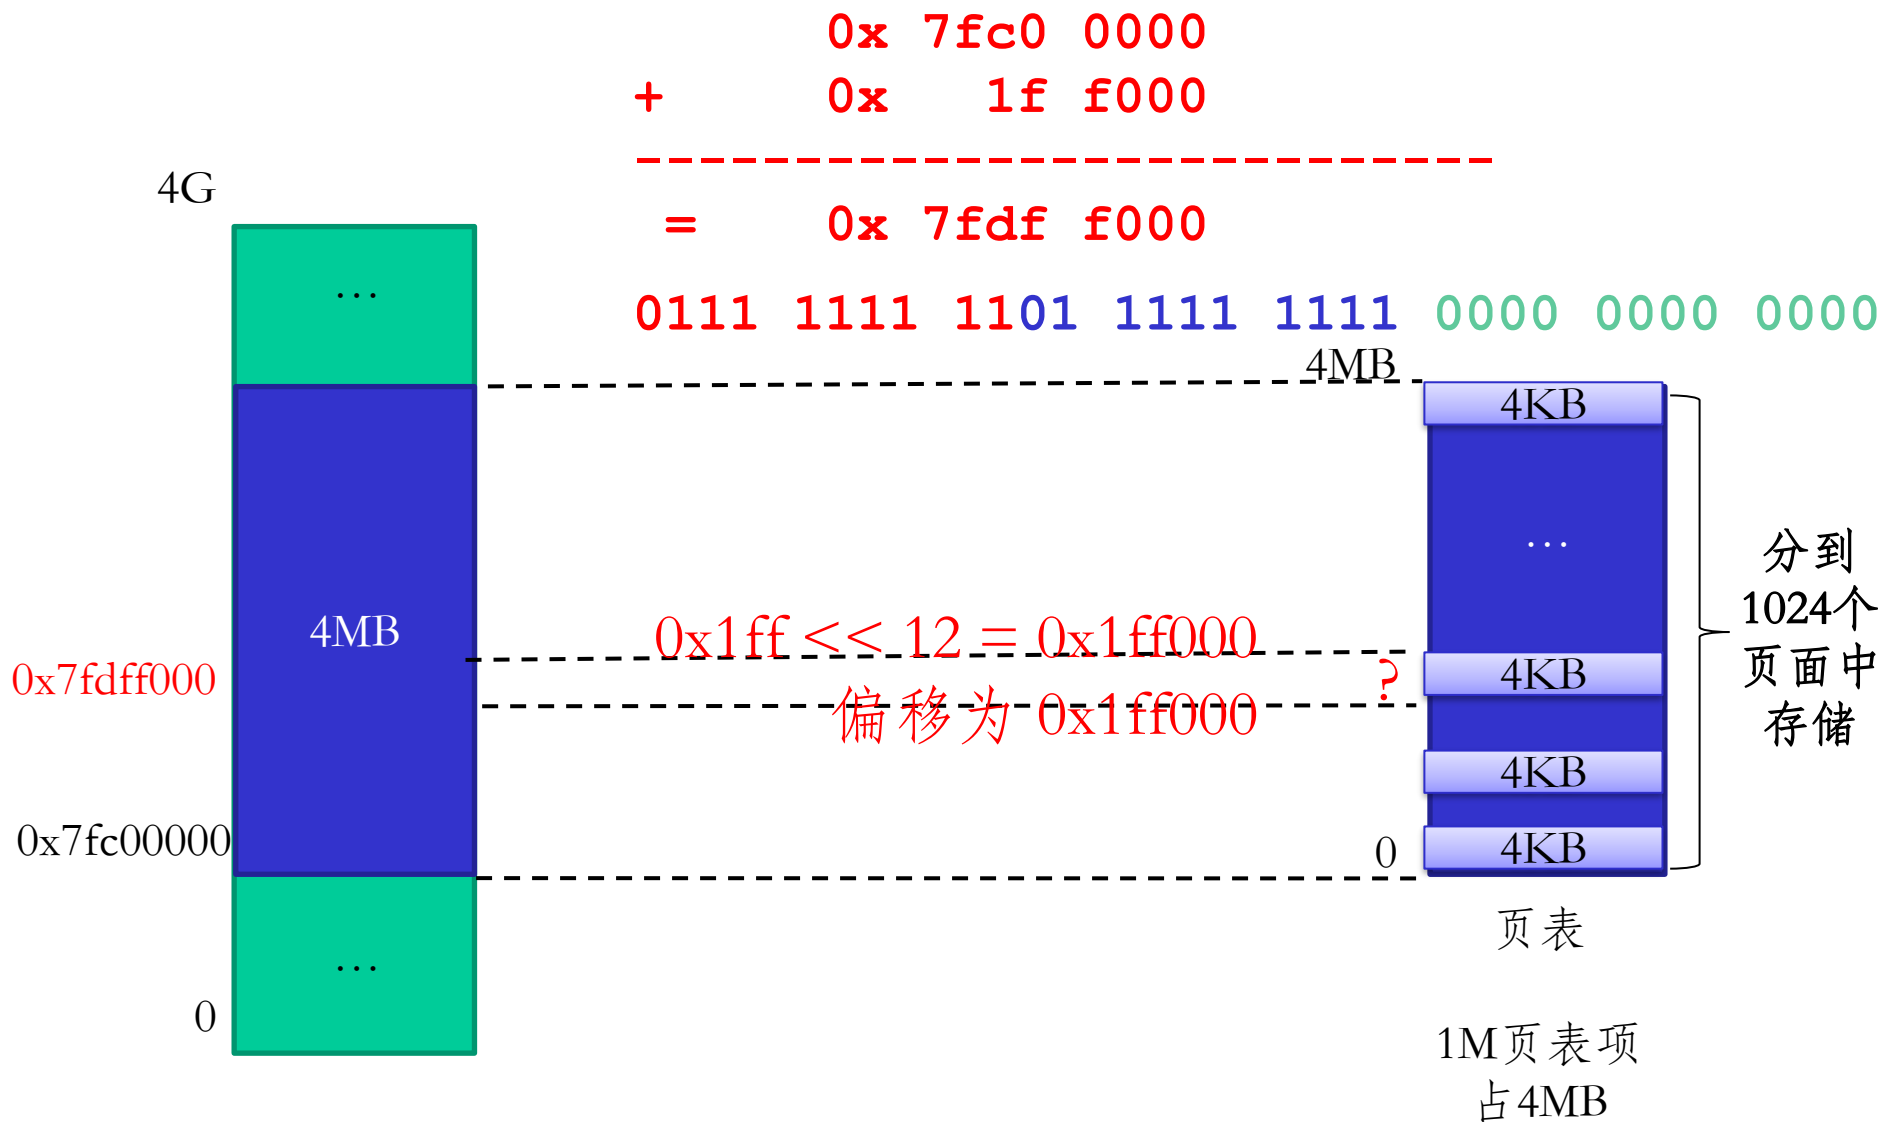 0x 7fc0 0000
+ 0x 1f f000
---------------------------
= 0x 7fdf f000
0111 1111 1101 1111 1111 0000 0000 0000
4G
…
4MB
0x7fdff000
0x7fc00000
…
0
0x1ff << 12 = 0x1ff000
偏移为 0x1ff000
4MB
?
0
4KB
…
4KB
4KB
4KB
分到
1024个
页面中
存储
页表
1M页表项
占4MB